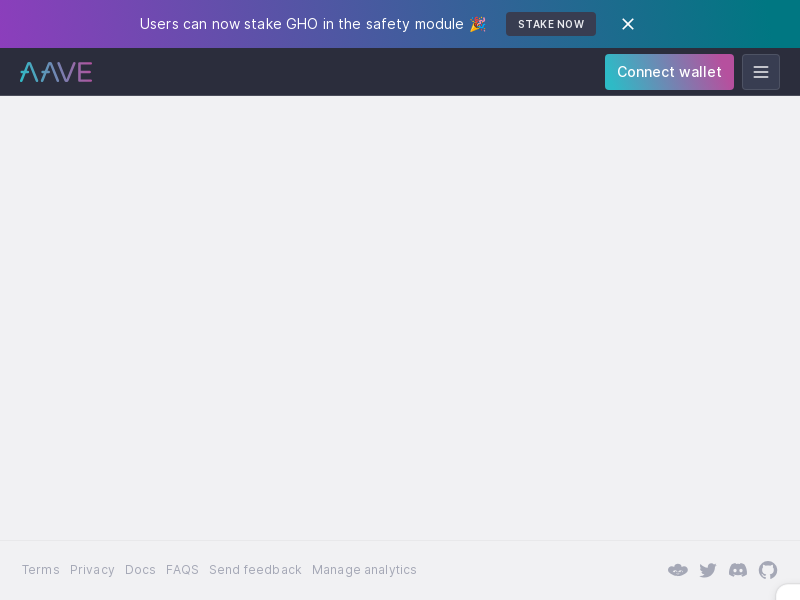 Users can now stake GHO in the safety module 🎉 STAKE NOW
AAVE Connect wallet
Terms Privacy Docs FAQS Send feedback Manage analytics